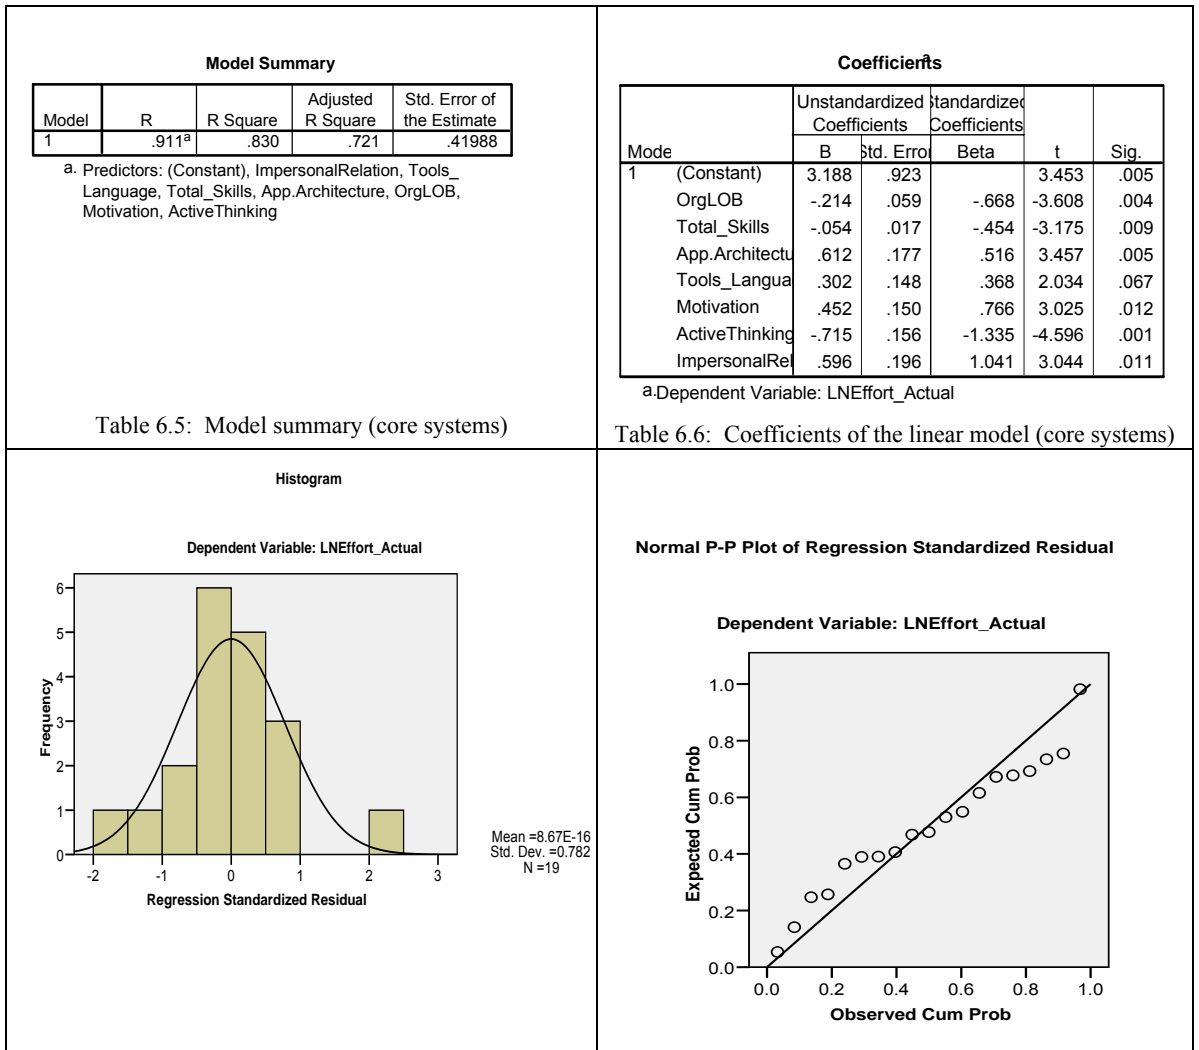 Model Summary
Model R R Square Adjusted R Square Std. Error of the Estimate
1 .911a .830 .721 .41988
a. Predictors: (Constant), ImpersonalRelation, Tools_
Language, Total_Skills, App.Architecture, OrgLOB,
Motivation, ActiveThinking
Table 6.5: Model summary (core systems)
Coefficientsa
Unstandardized Coefficients Standardized Coefficients
Mode B Std. Error Beta t Sig.
1 (Constant) 3.188 .923 3.453 .005
OrgLOB -.214 .059 -.668 -3.608 .004
Total_Skills -.054 .017 -.454 -3.175 .009
App.Architectu .612 .177 .516 3.457 .005
Tools_Langua .302 .148 .368 2.034 .067
Motivation .452 .150 .766 3.025 .012
ActiveThinking -.715 .156 -1.335 -4.596 .001
ImpersonalRel .596 .196 1.041 3.044 .011
a.Dependent Variable: LNEffort_Actual
Table 6.6: Coefficients of the linear model (core systems)
Histogram
Dependent Variable: LNEffort_Actual
Frequency
6
5
4
3
2
1
0
-2 -1 0 1 2 3
Regression Standardized Residual
Mean =8.67E-16
Std. Dev. =0.782
N =19
Normal P-P Plot of Regression Standardized Residual
Dependent Variable: LNEffort_Actual
Expected Cum Prob
1.0
0.8
0.6
0.4
0.2
0.0
0.0 0.2 0.4 0.6 0.8 1.0
Observed Cum Prob